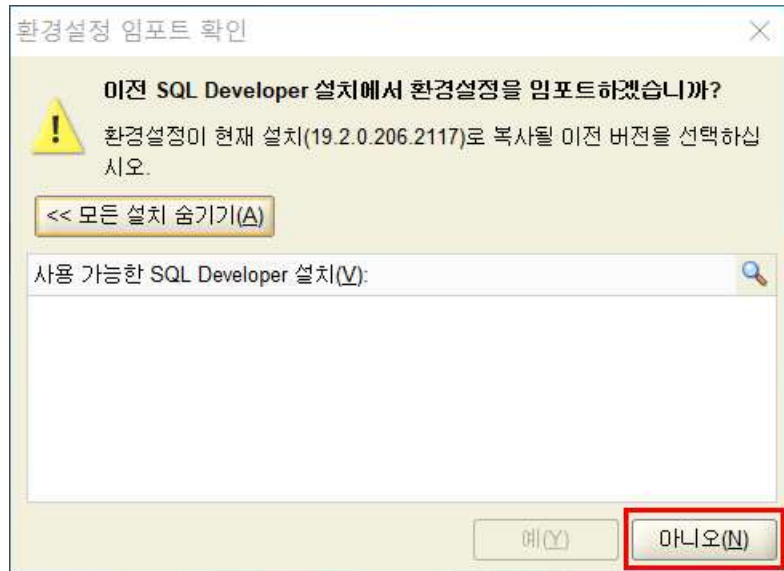 환경설정 임포트 확인
이전 SQL Developer 설치에서 환경설정을 임포트하겠습니까?
환경설정이 현재 설치(19.2.0.206.2117)로 복사될 이전 버전을 선택하십
시오.
<< 모든 설치 숨기기(A)
사용 가능한 SQL Developer 설치(V):
예(Y) 아니오(N)